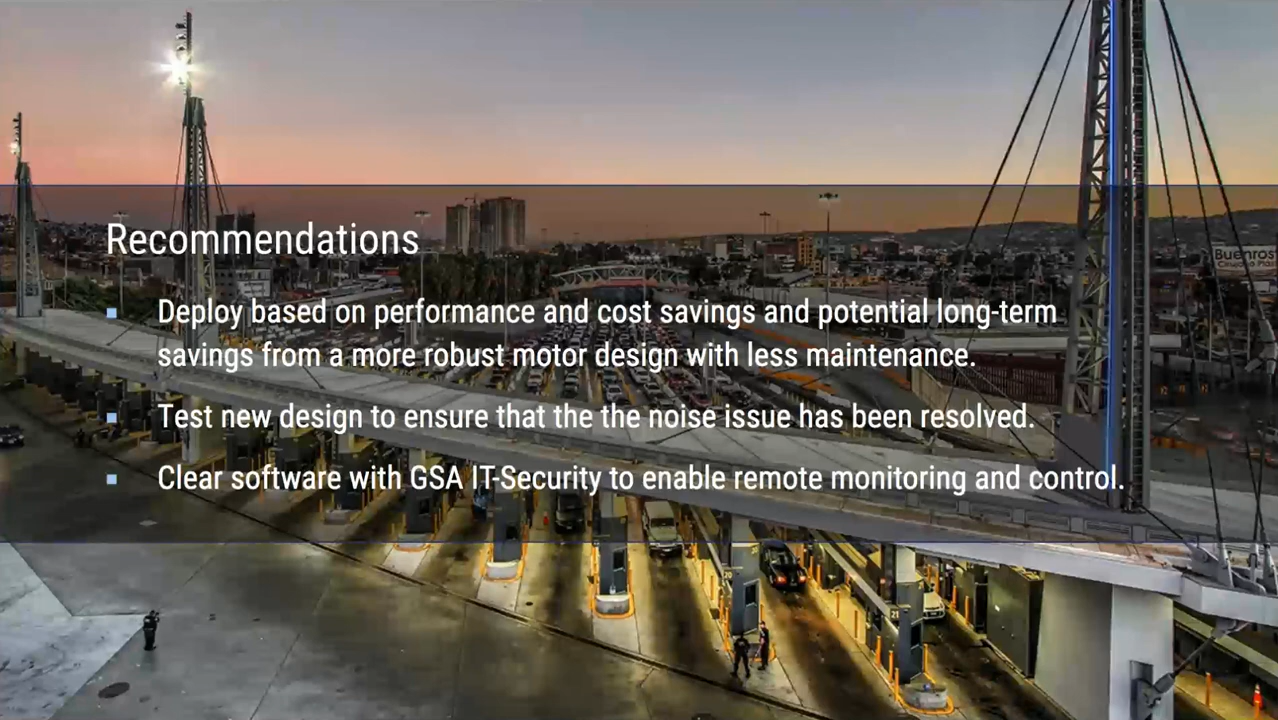 Recommendations
Deploy based on performance and cost savings and potential long-term
savings from a more robust motor design with less maintenance.
Test new design to ensure that the the noise issue has been resolved.
Clear software with GSA IT-Security to enable remote monitoring and control.